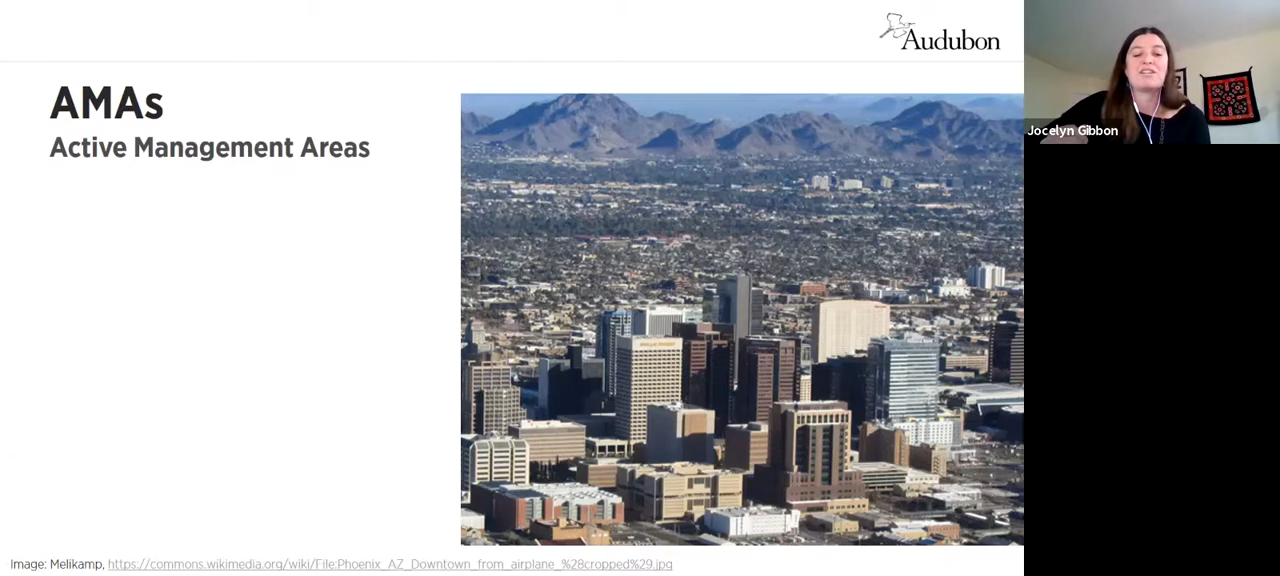 Audubon
AMAs
Active Management Areas
Jocelyn Gibbon
Image: Melikamp, https://commons.wikimedia.org/wiki/File:Phoenix_AZ_Downtown_from_airplane_%28cropped%29.jpg